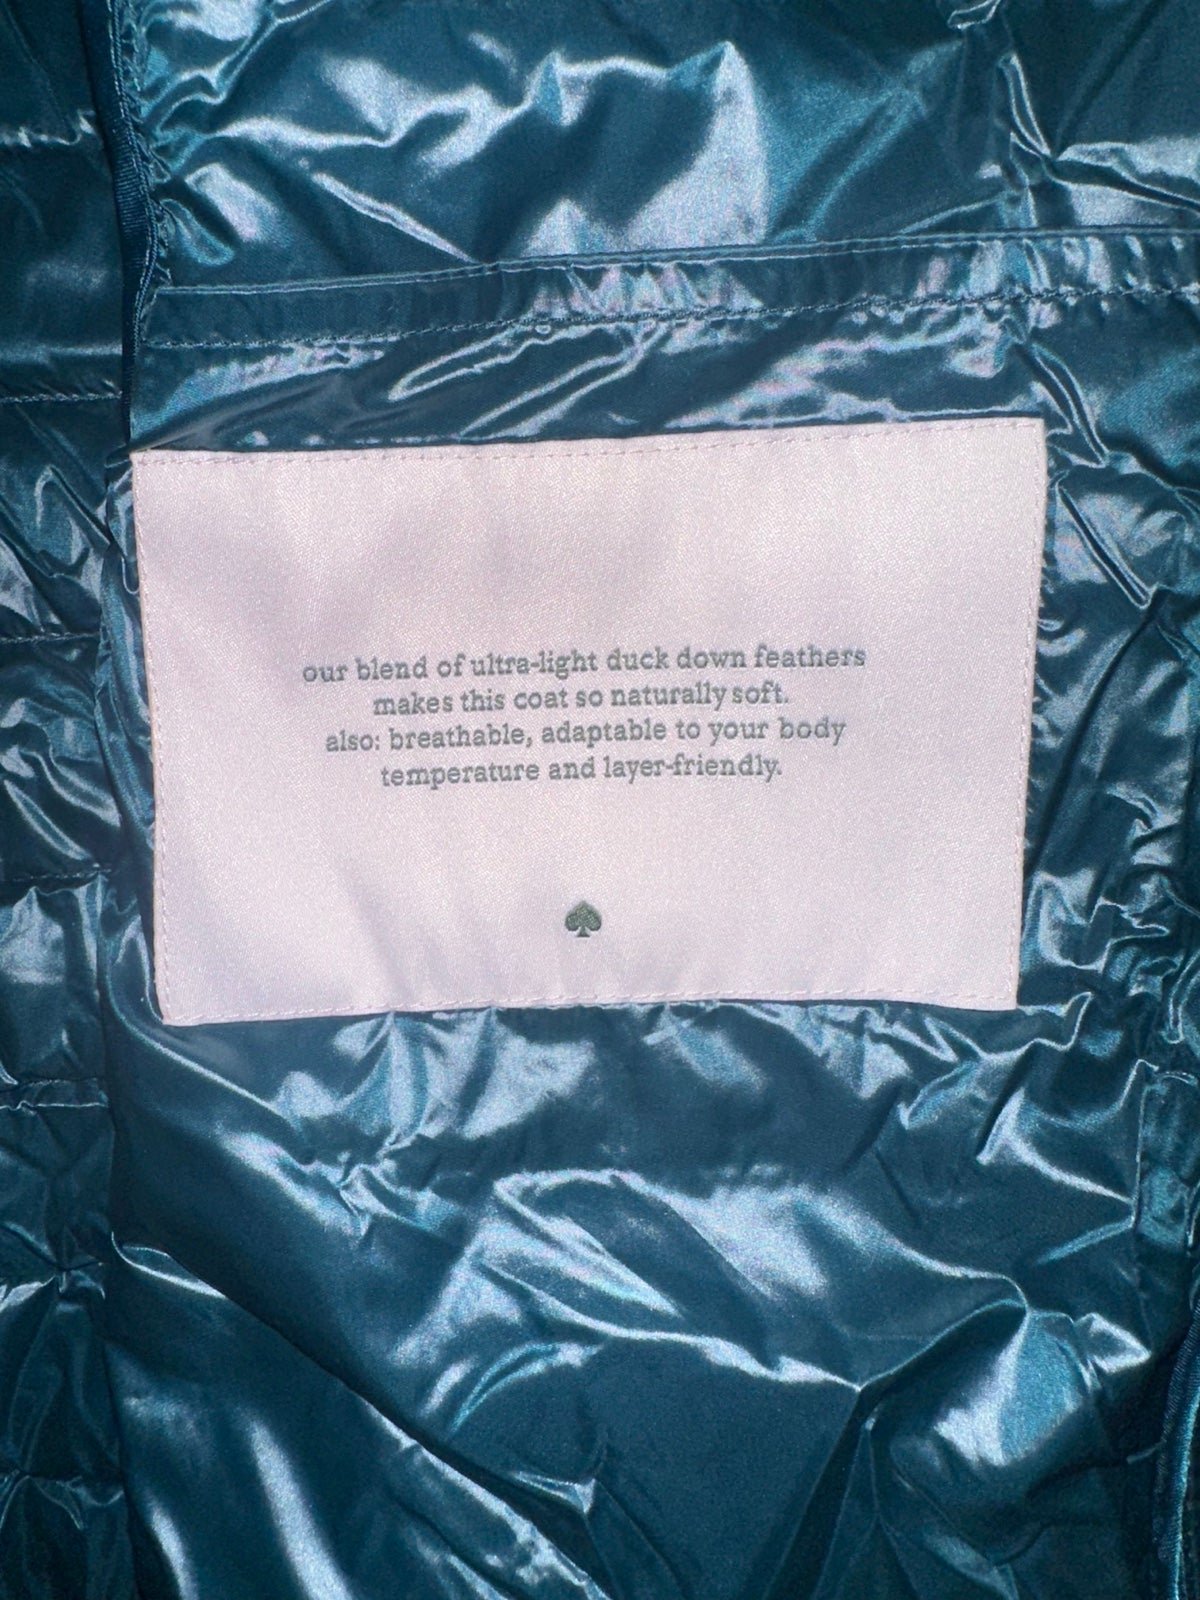 our blend of ultra-light duck down feathers
makes this coat so naturally soft.
also: breathable, adaptable to your body
temperature and layer-friendly.